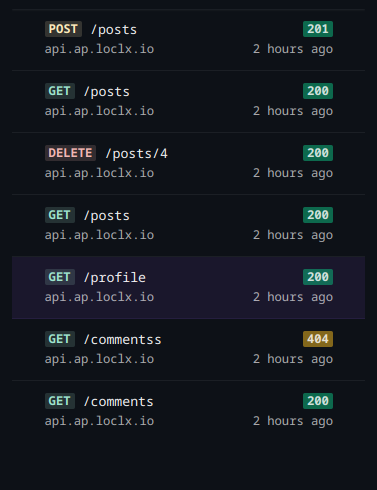 POST /posts 201
api.ap.loclx.io 2 hours ago
GET /posts 200
api.ap.loclx.io 2 hours ago
DELETE /posts/4 200
api.ap.loclx.io 2 hours ago
GET /posts 200
api.ap.loclx.io 2 hours ago
GET /profile 200
api.ap.loclx.io 2 hours ago
GET /commentss 404
api.ap.loclx.io 2 hours ago
GET /comments 200
api.ap.loclx.io 2 hours ago